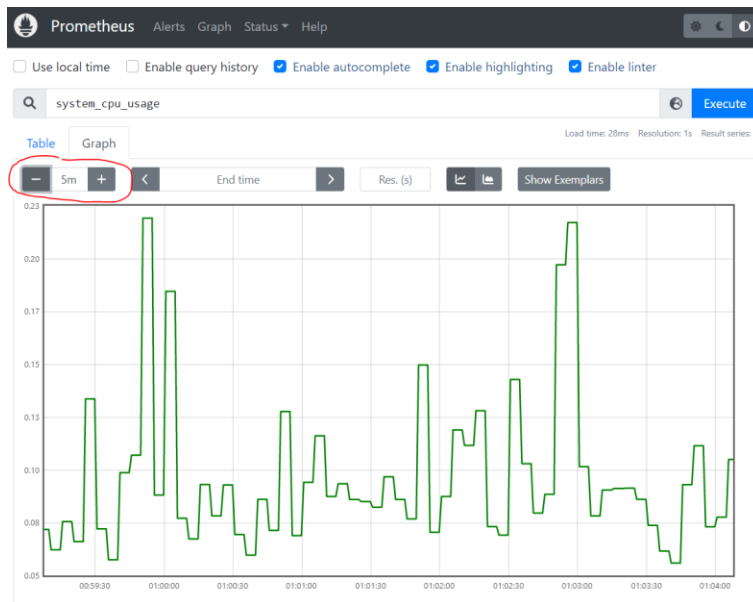 Prometheus Alerts Graph Status Help
Use local time Enable query history Enable autocomplete Enable highlighting Enable linter
system_cpu_usage Execute
Load time: 28ms Resolution: 1s Result series:
Table Graph
− 5m + < End time > Res. (s) Show Exemplars
0.23
0.20
0.17
0.15
0.13
0.10
0.08
0.05
00:59:30 01:00:00 01:00:30 01:01:00 01:01:30 01:02:00 01:02:30 01:03:00 01:03:30 01:04:00